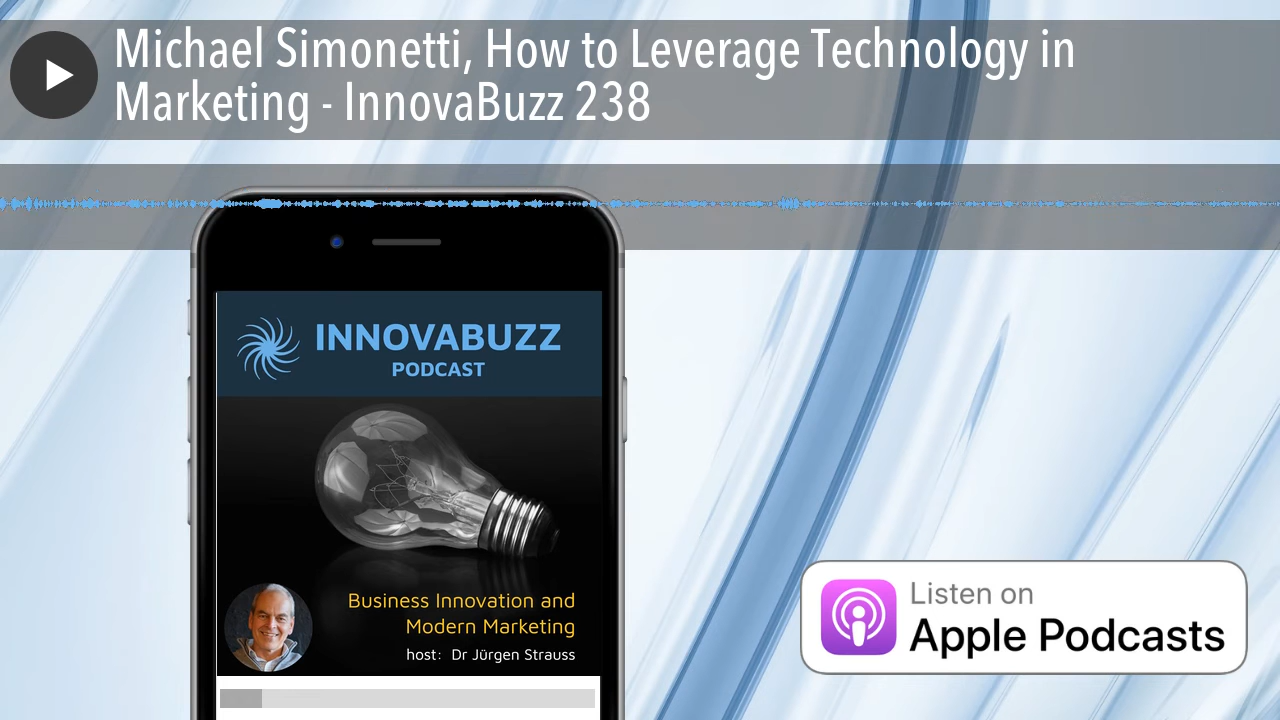 Michael Simonetti, How to Leverage Technology in
Marketing - InnovaBuzz 238
INNOVABUZZ
PODCAST
Business Innovation and
Modern Marketing
host: Dr Jürgen Strauss
Listen on
Apple Podcasts